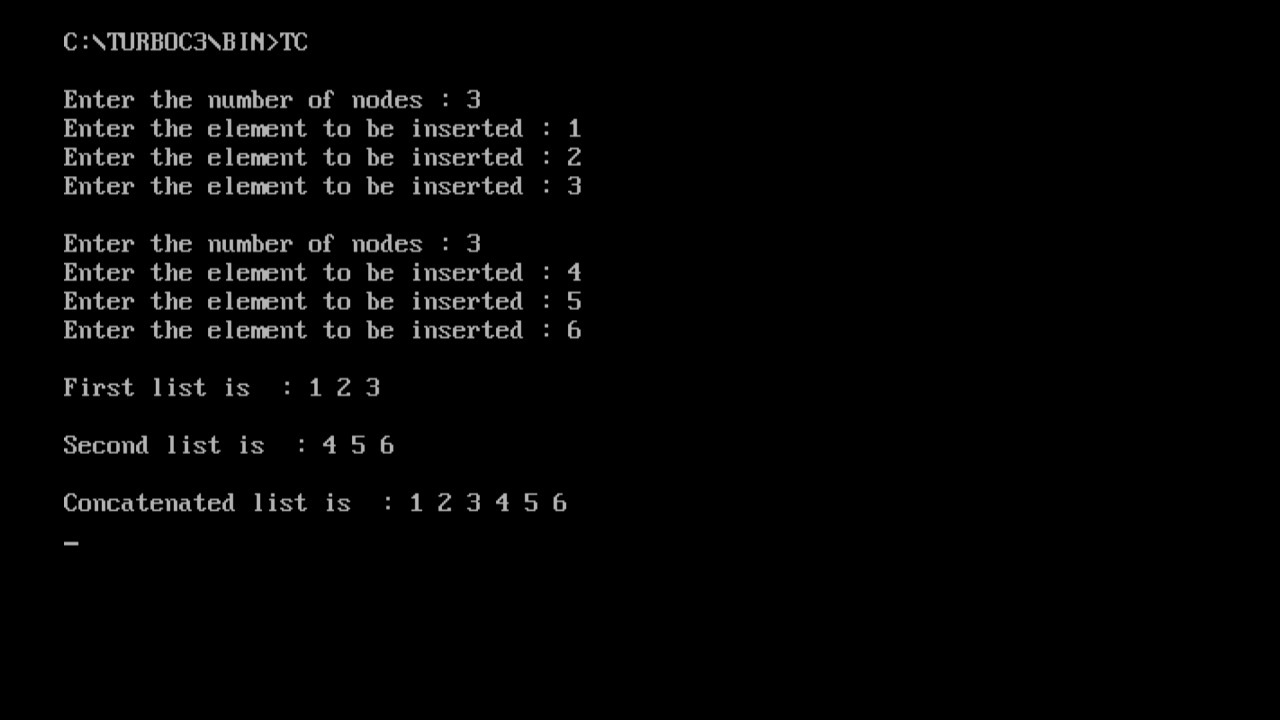 C:\TURBOC3\BIN>TC
Enter the number of nodes : 3
Enter the element to be inserted : 1
Enter the element to be inserted : 2
Enter the element to be inserted : 3
Enter the number of nodes : 3
Enter the element to be inserted : 4
Enter the element to be inserted : 5
Enter the element to be inserted : 6
First list is  : 1 2 3
Second list is  : 4 5 6
Concatenated list is  : 1 2 3 4 5 6
_